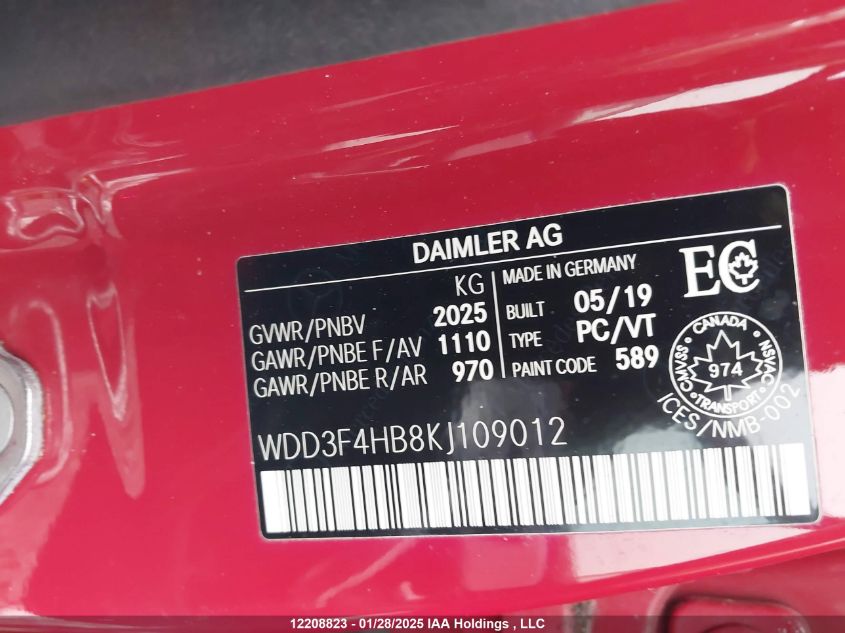 DAIMLER AG
KG
GVWR/PNBV 2025
GAWR/PNBE F/AV 1110
GAWR/PNBE R/AR 970
MADE IN GERMANY
BUILT 05/19
TYPE PC/VT
PAINT CODE 589
EC
CANADA
CMVSS 974 NSVAC
TRANSPORT
ICES/NMB-002
WDD3F4HB8KJ109012
12208823 - 01/28/2025 IAA Holdings , LLC